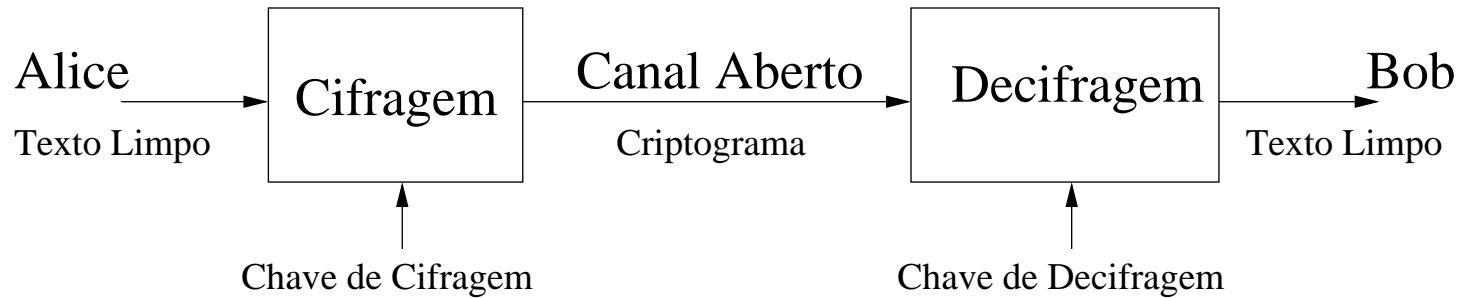 Alice
Cifragem
Canal Aberto
Decifragem
Bob
Texto Limpo
Criptograma
Texto Limpo
Chave de Cifragem
Chave de Decifragem